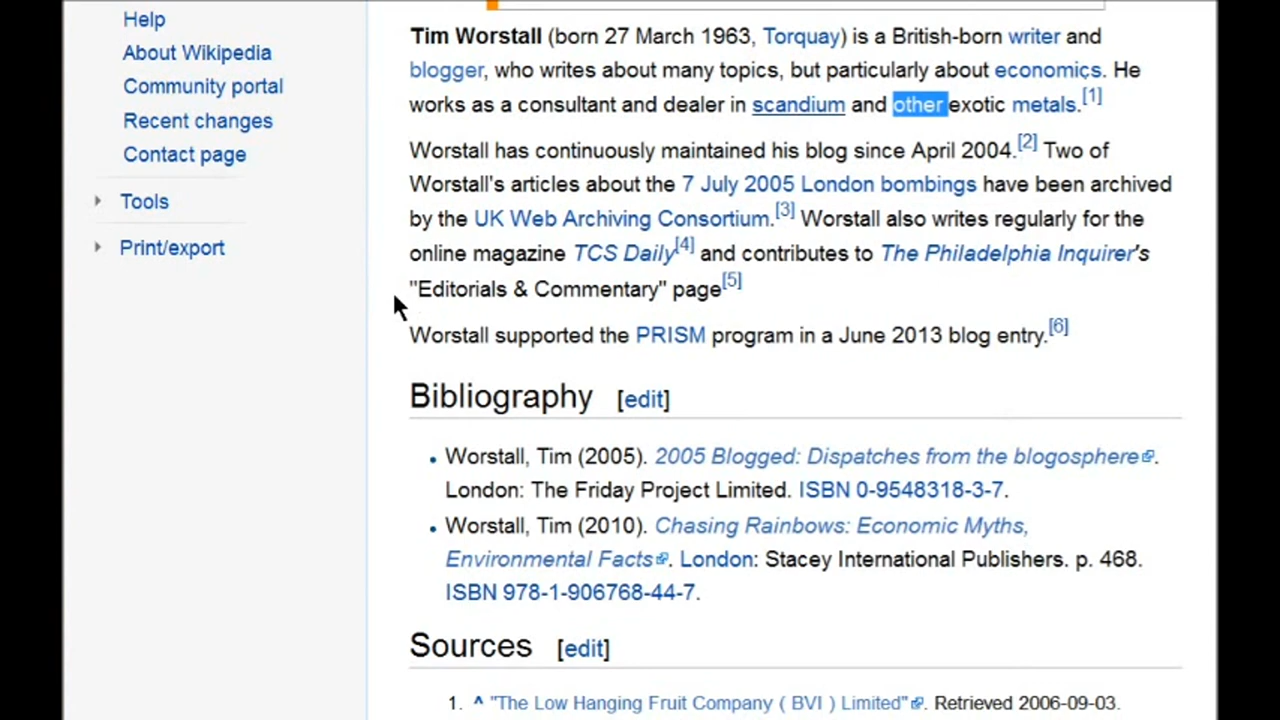 Help
About Wikipedia
Community portal
Recent changes
Contact page
Tools
Print/export
Tim Worstall (born 27 March 1963, Torquay) is a British-born writer and
blogger, who writes about many topics, but particularly about economics. He
works as a consultant and dealer in scandium and other exotic metals.[1]
Worstall has continuously maintained his blog since April 2004.[2] Two of
Worstall's articles about the 7 July 2005 London bombings have been archived
by the UK Web Archiving Consortium.[3] Worstall also writes regularly for the
online magazine TCS Daily[4] and contributes to The Philadelphia Inquirer's
"Editorials & Commentary" page[5]
Worstall supported the PRISM program in a June 2013 blog entry.[6]
Bibliography [edit]
• Worstall, Tim (2005). 2005 Blogged: Dispatches from the blogosphere.
London: The Friday Project Limited. ISBN 0-9548318-3-7.
• Worstall, Tim (2010). Chasing Rainbows: Economic Myths,
Environmental Facts. London: Stacey International Publishers. p. 468.
ISBN 978-1-906768-44-7.
Sources [edit]
1. ^ "The Low Hanging Fruit Company ( BVI ) Limited". Retrieved 2006-09-03.